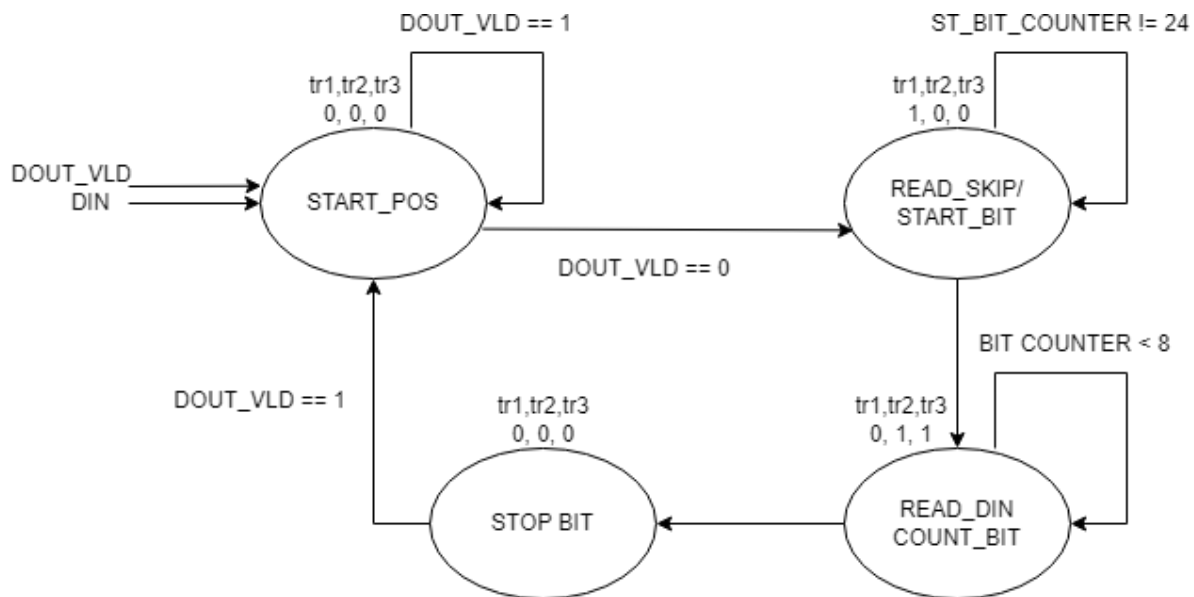 DOUT_VLD == 1
ST_BIT_COUNTER != 24
tr1,tr2,tr3
0, 0, 0
tr1,tr2,tr3
1, 0, 0
DOUT_VLD
DIN
START_POS
READ_SKIP/
START_BIT
DOUT_VLD == 0
BIT COUNTER < 8
DOUT_VLD == 1
tr1,tr2,tr3
0, 0, 0
tr1,tr2,tr3
0, 1, 1
STOP BIT
READ_DIN
COUNT_BIT